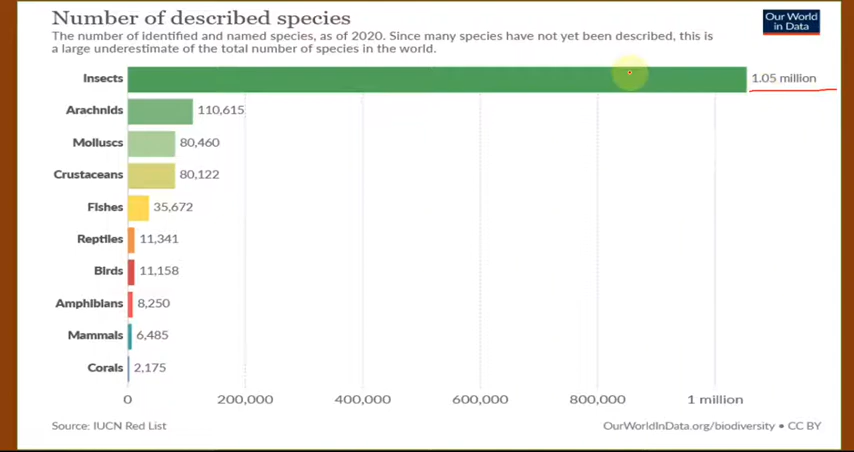 Number of described species
Our World
in Data
The number of identified and named species, as of 2020. Since many species have not yet been described, this is
a large underestimate of the total number of species in the world.
Insects 1.05 million
Arachnids 110,615
Molluscs 80,460
Crustaceans 80,122
Fishes 35,672
Reptiles 11,341
Birds 11,158
Amphibians 8,250
Mammals 6,485
Corals 2,175
0 200,000 400,000 600,000 800,000 1 million
Source: IUCN Red List OurWorldInData.org/biodiversity • CC BY